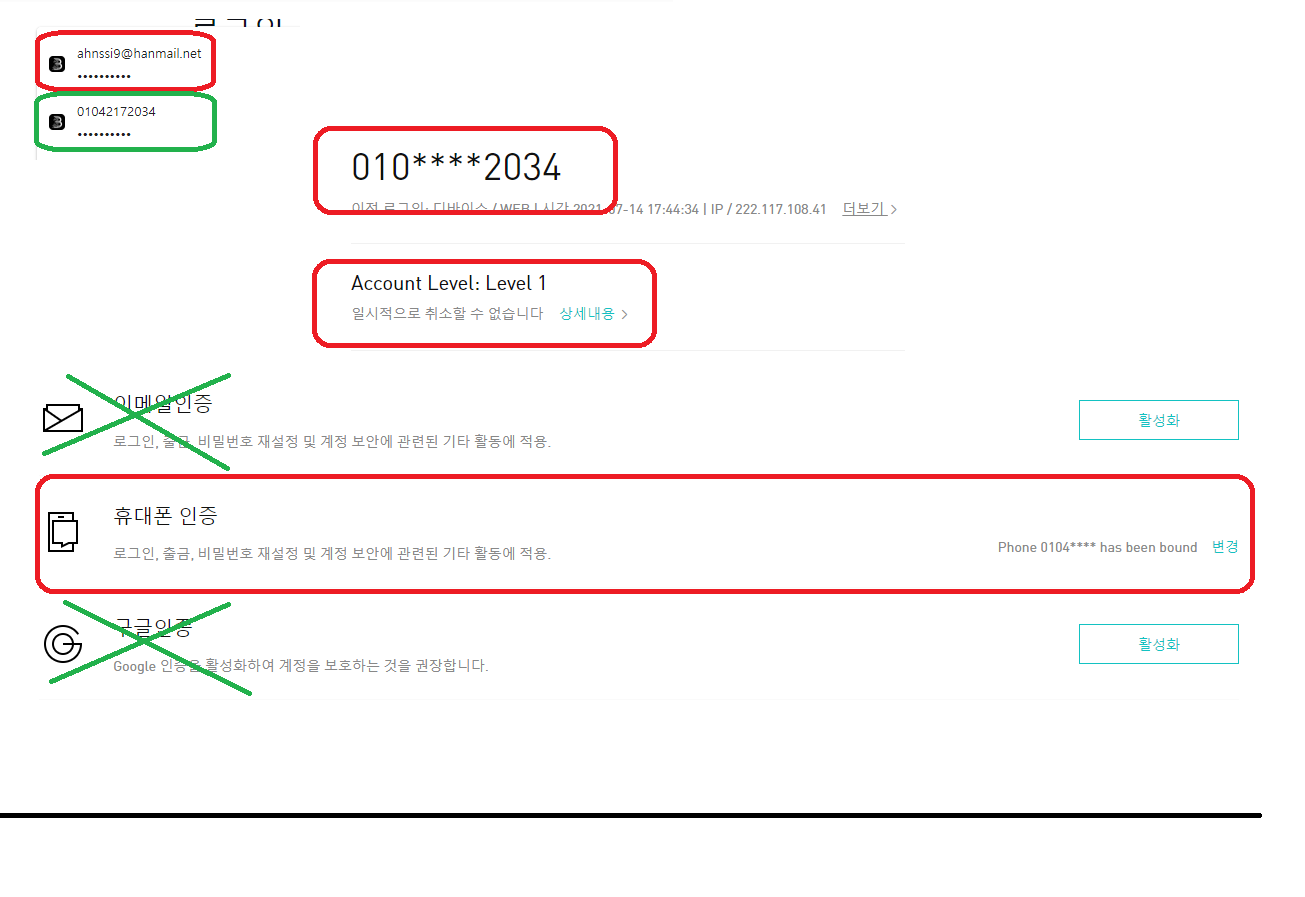 로그인
ahnssi9@hanmail.net
••••••••••
01042172034
••••••••••
010****2034
이전 로그인: 디바이스 / WEB | 시간 2021-07-14 17:44:34 | IP / 222.117.108.41 더보기 >
Account Level: Level 1
일시적으로 취소할 수 없습니다 상세내용 >
이메일인증
로그인, 출금, 비밀번호 재설정 및 계정 보안에 관련된 기타 활동에 적용.
활성화
휴대폰 인증
로그인, 출금, 비밀번호 재설정 및 계정 보안에 관련된 기타 활동에 적용.
Phone 0104**** has been bound 변경
구글인증
Google 인증을 활성화하여 계정을 보호하는 것을 권장합니다.
활성화